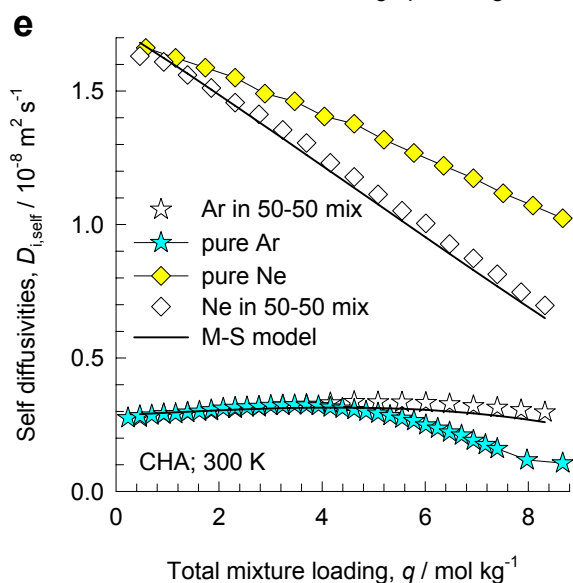 e
Self diffusivities, D_i,self / 10⁻⁸ m² s⁻¹
1.5
1.0
0.5
0.0
Ar in 50-50 mix
pure Ar
pure Ne
Ne in 50-50 mix
M-S model
CHA; 300 K
0 2 4 6 8
Total mixture loading, q / mol kg⁻¹